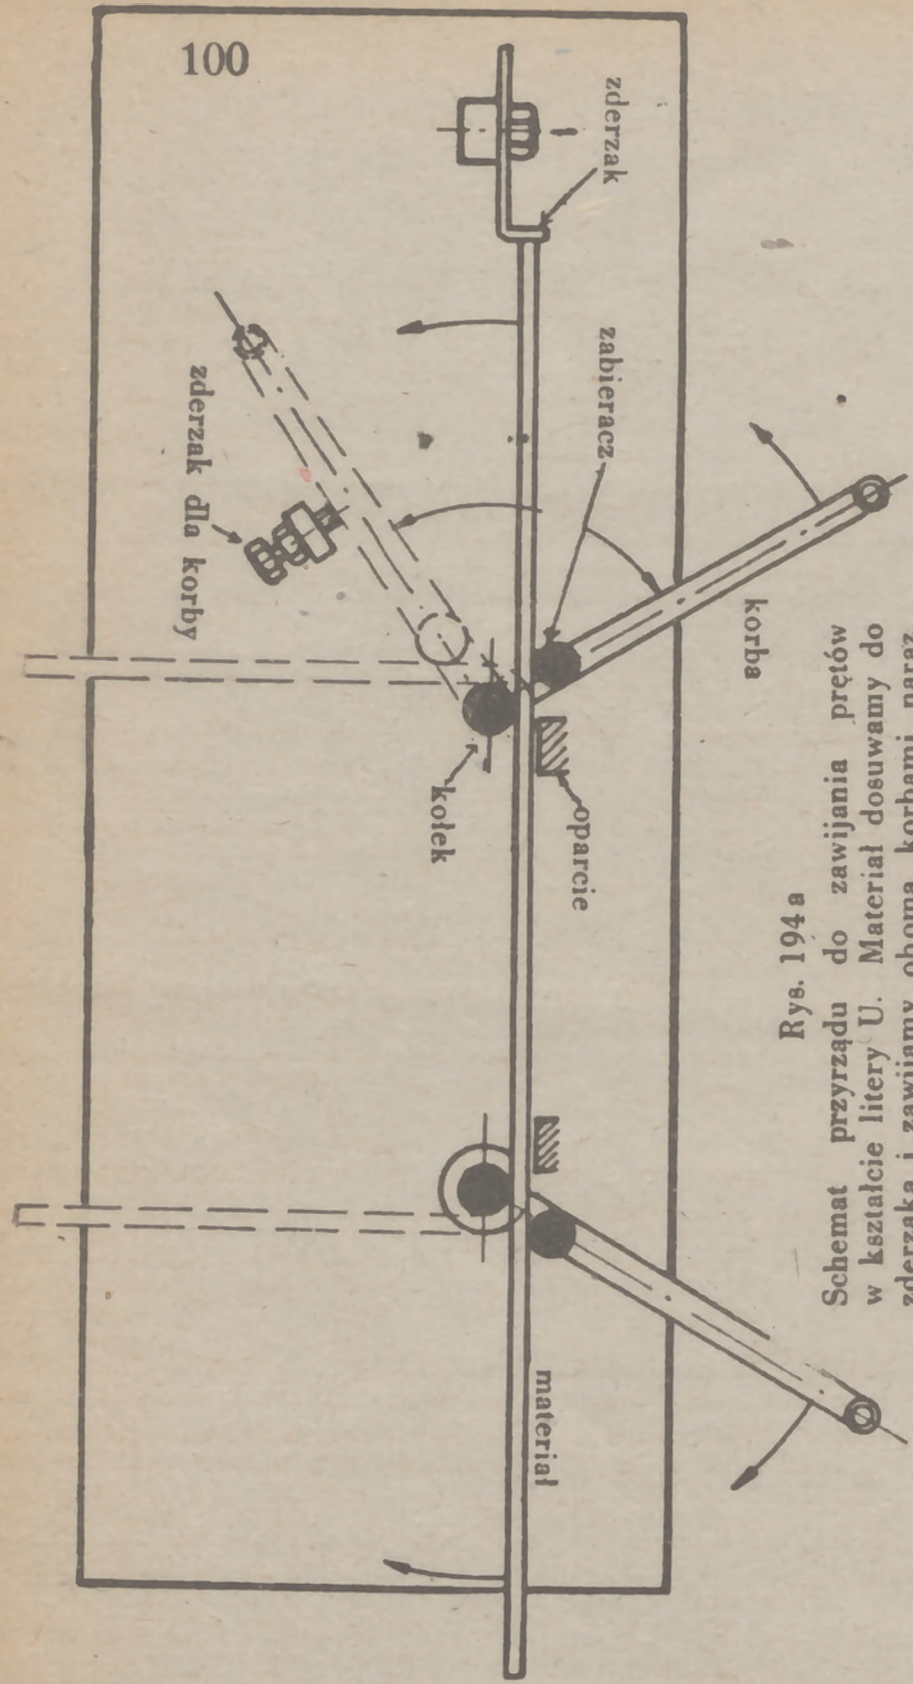 100
zderzak
zabieracz
zderzak dla korby
korba
kołek
oparcie
materiał
Rys. 194a
Schemat przyrządu do zawijania prętów
w kształcie litery U. Materiał dosuwamy do
zderzaka i zawijamy oboma korbami naraz